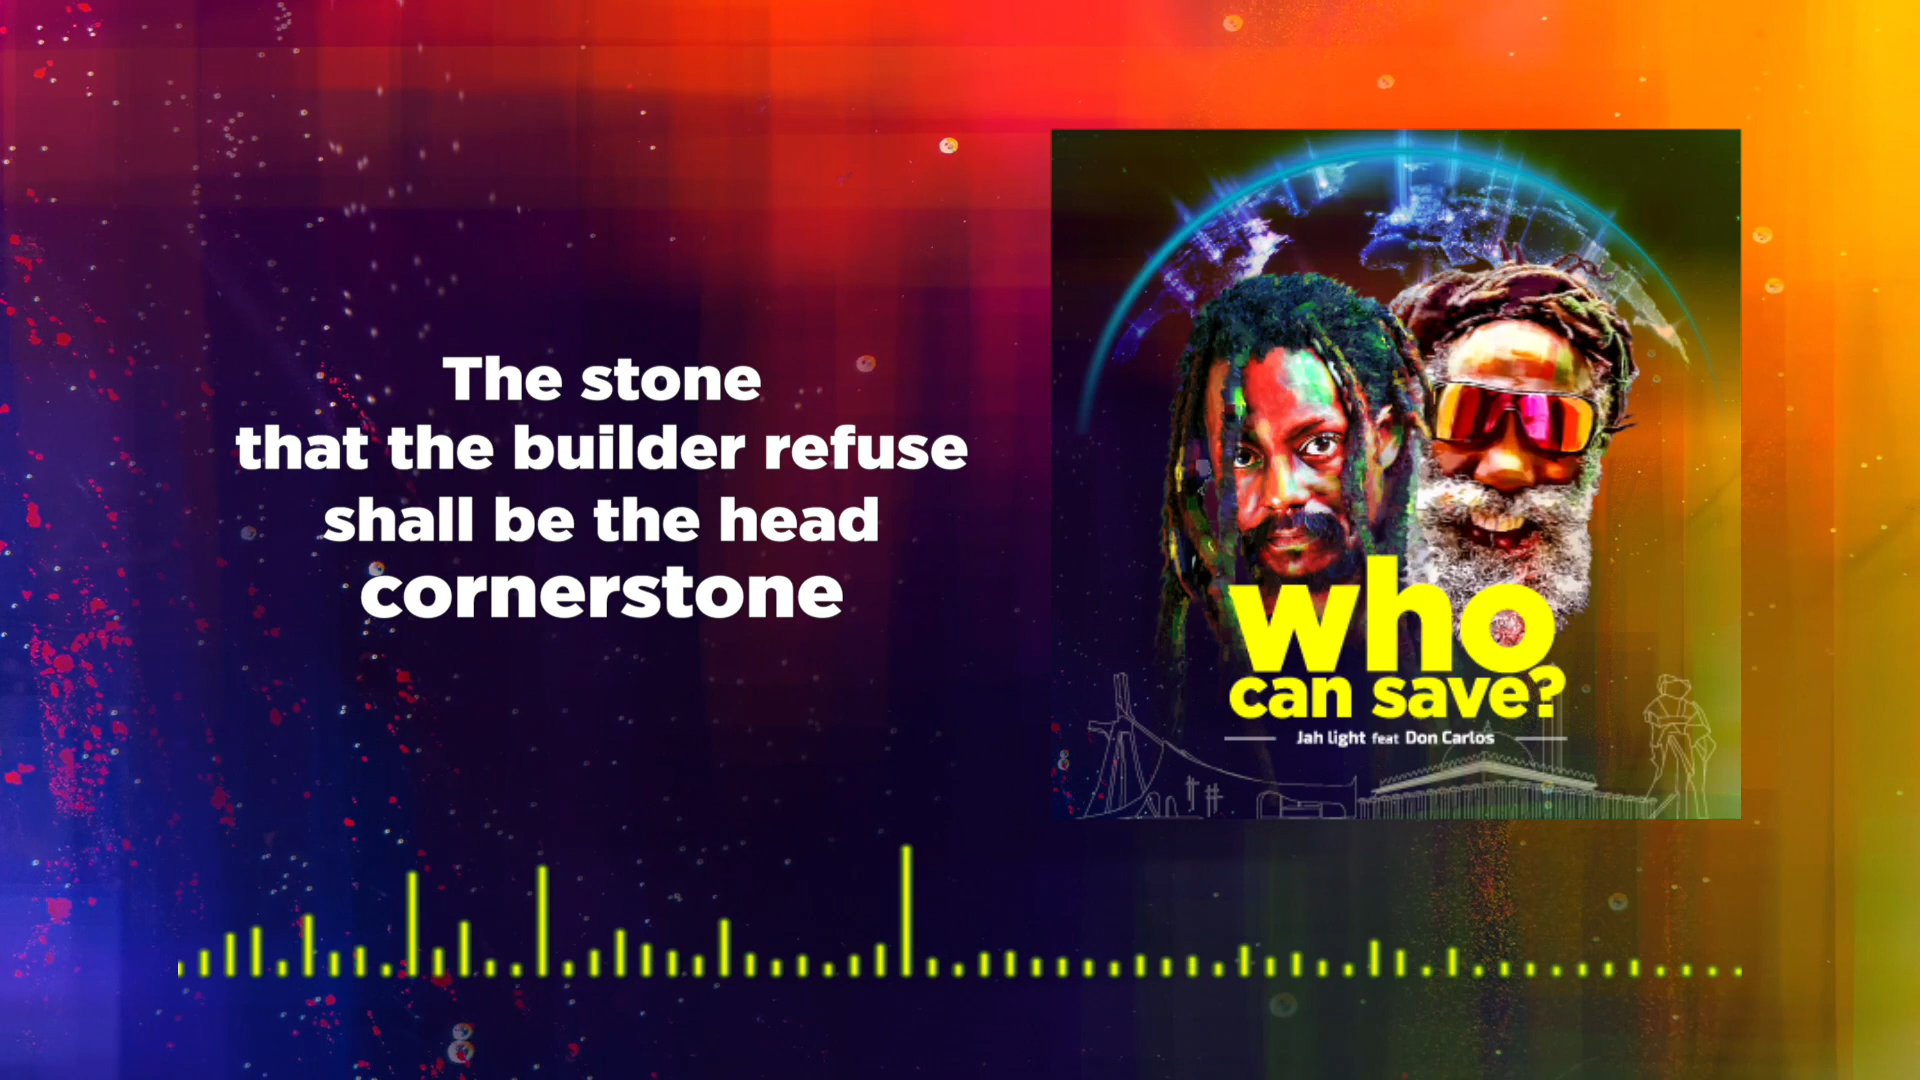 The stone
that the builder refuse
shall be the head
cornerstone
who
can save?
Jah light feat Don Carlos